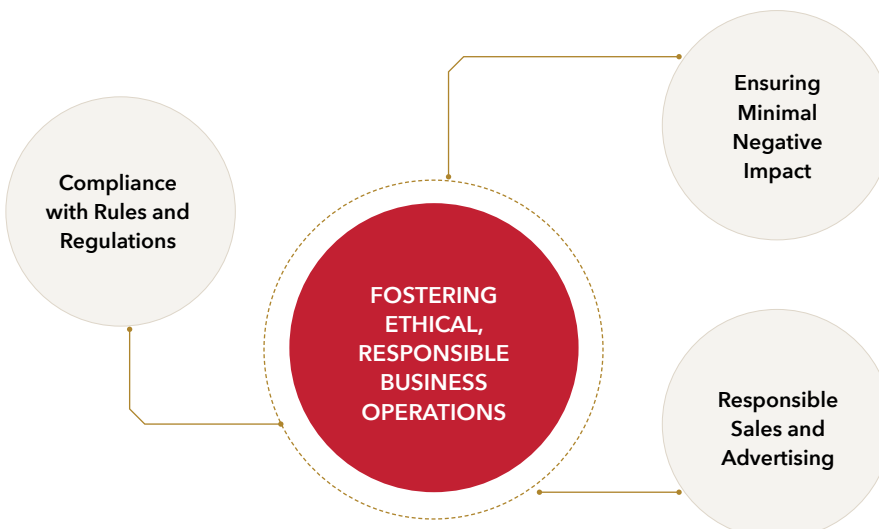 Ensuring
Minimal
Negative
Impact
Compliance
with Rules and
Regulations
FOSTERING
ETHICAL,
RESPONSIBLE
BUSINESS
OPERATIONS
Responsible
Sales and
Advertising